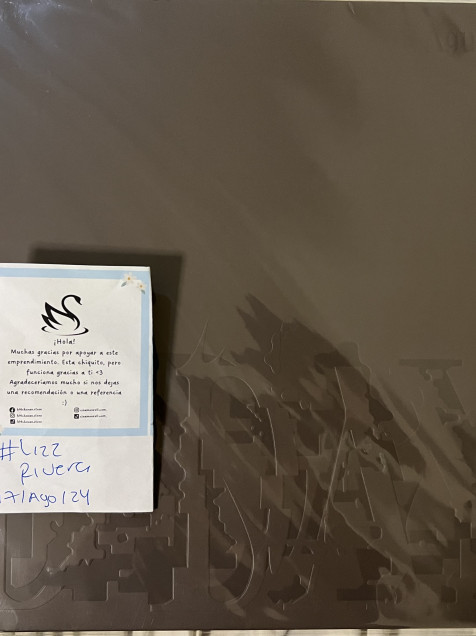 ¡Hola!
Muchas gracias por apoyar a este
emprendimiento. Esta chiquito, pero
funciona gracias a ti <3
Agradeceriamos mucho si nos dejas
una recomendación o una referencia
:)
#Lizz
Rivera
17/Ago/24